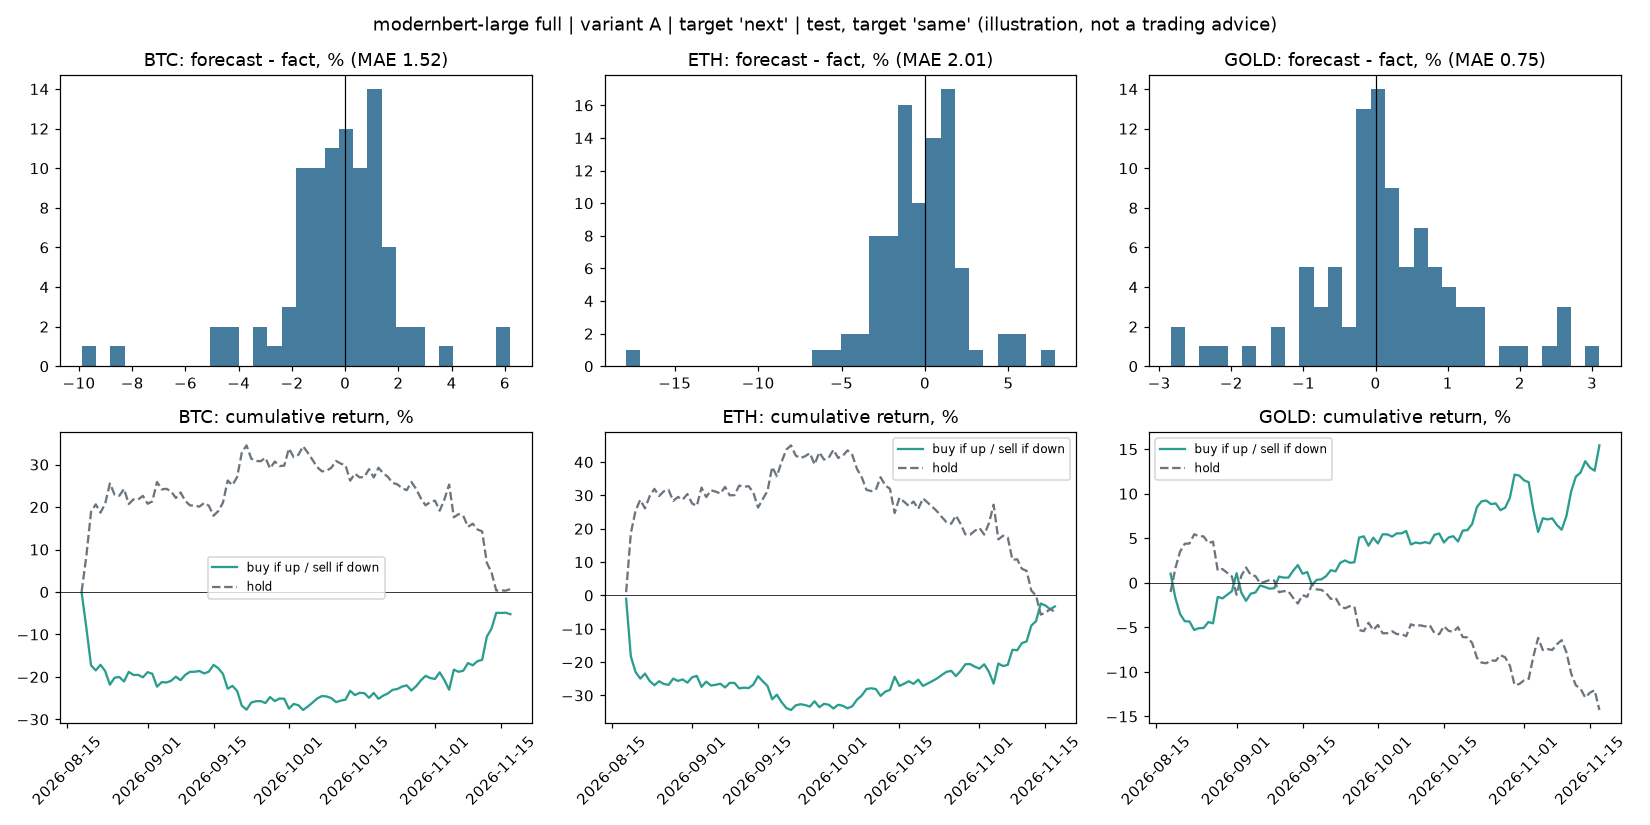 modernbert-large full | variant A | target 'next' | test, target 'same' (illustration, not a trading advice)
BTC: forecast - fact, % (MAE 1.52)
14
12
10
8
6
4
2
0
−10 −8 −6 −4 −2 0 2 4 6
ETH: forecast - fact, % (MAE 2.01)
16
14
12
10
8
6
4
2
0
−15 −10 −5 0 5
GOLD: forecast - fact, % (MAE 0.75)
14
12
10
8
6
4
2
0
−3 −2 −1 0 1 2 3
BTC: cumulative return, %
30
20
10
0
−10
−20
−30
buy if up / sell if down
hold
2026-08-15 2026-09-01 2026-09-15 2026-10-01 2026-10-15 2026-11-01 2026-11-15
ETH: cumulative return, %
40
30
20
10
0
−10
−20
−30
buy if up / sell if down
hold
2026-08-15 2026-09-01 2026-09-15 2026-10-01 2026-10-15 2026-11-01 2026-11-15
GOLD: cumulative return, %
15
10
5
0
−5
−10
−15
buy if up / sell if down
hold
2026-08-15 2026-09-01 2026-09-15 2026-10-01 2026-10-15 2026-11-01 2026-11-15